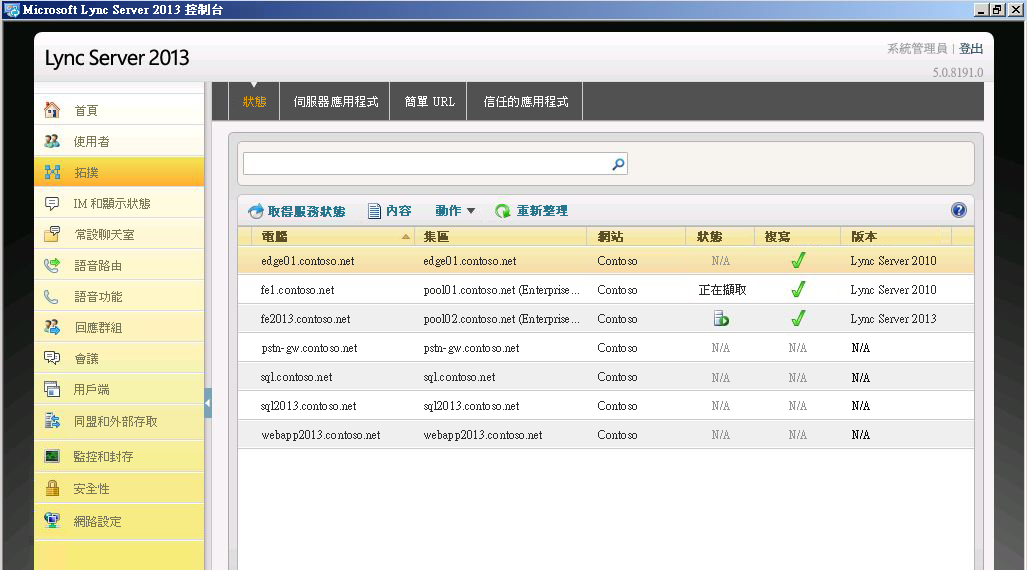 Microsoft Lync Server 2013 控制台
Lync Server 2013
系統管理員 | 登出
5.0.8191.0
首頁
使用者
拓撲
IM 和顯示狀態
常設聊天室
語音路由
語音功能
回應群組
會議
用戶端
同盟和外部存取
監控和封存
安全性
網路設定
狀態 伺服器應用程式 簡單 URL 信任的應用程式
取得服務狀態 內容 動作 重新整理
電腦 集區 網站 狀態 複寫 版本
edge01.contoso.net edge01.contoso.net Contoso N/A Lync Server 2010
fe1.contoso.net pool01.contoso.net (Enterprise... Contoso 正在擷取 Lync Server 2010
fe2013.contoso.net pool02.contoso.net (Enterprise... Contoso Lync Server 2013
pstn-gw.contoso.net pstn-gw.contoso.net Contoso N/A N/A N/A
sql.contoso.net sql.contoso.net Contoso N/A N/A N/A
sql2013.contoso.net sql2013.contoso.net Contoso N/A N/A N/A
webapp2013.contoso.net webapp2013.contoso.net Contoso N/A N/A N/A